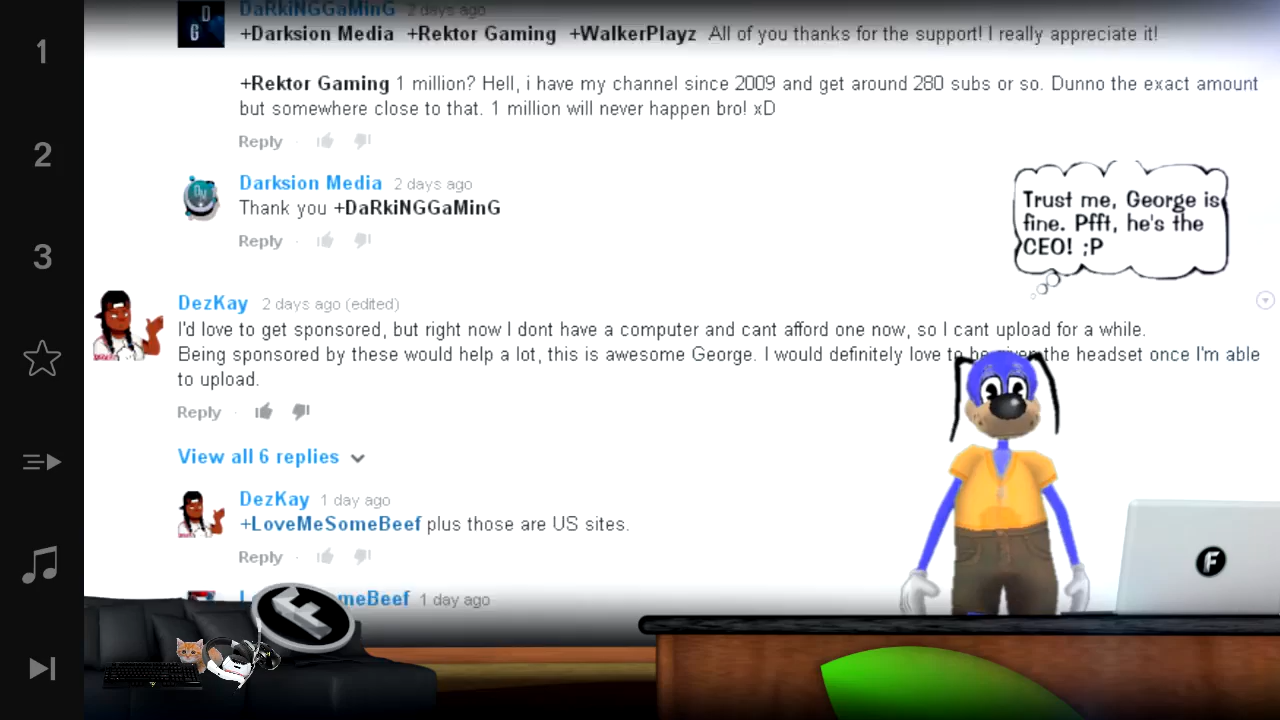 1
2
3
DaRKiNGGaMinG 2 days ago
+Darksion Media +Rektor Gaming +WalkerPlayz All of you thanks for the support! I really appreciate it!
+Rektor Gaming 1 million? Hell, i have my channel since 2009 and get around 280 subs or so. Dunno the exact amount
but somewhere close to that. 1 million will never happen bro! xD
Reply
Darksion Media 2 days ago
Thank you +DaRkiNGGaMinG
Reply
Trust me, George is
fine. Pfft, he's the
CEO! ;P
DezKay 2 days ago (edited)
I'd love to get sponsored, but right now I dont have a computer and cant afford one now, so I cant upload for a while.
Being sponsored by these would help a lot, this is awesome George. I would definitely love to be given the headset once I'm able
to upload.
Reply
View all 6 replies
DezKay 1 day ago
+LoveMeSomeBeef plus those are US sites.
Reply
meBeef 1 day ago
F
F
D
G